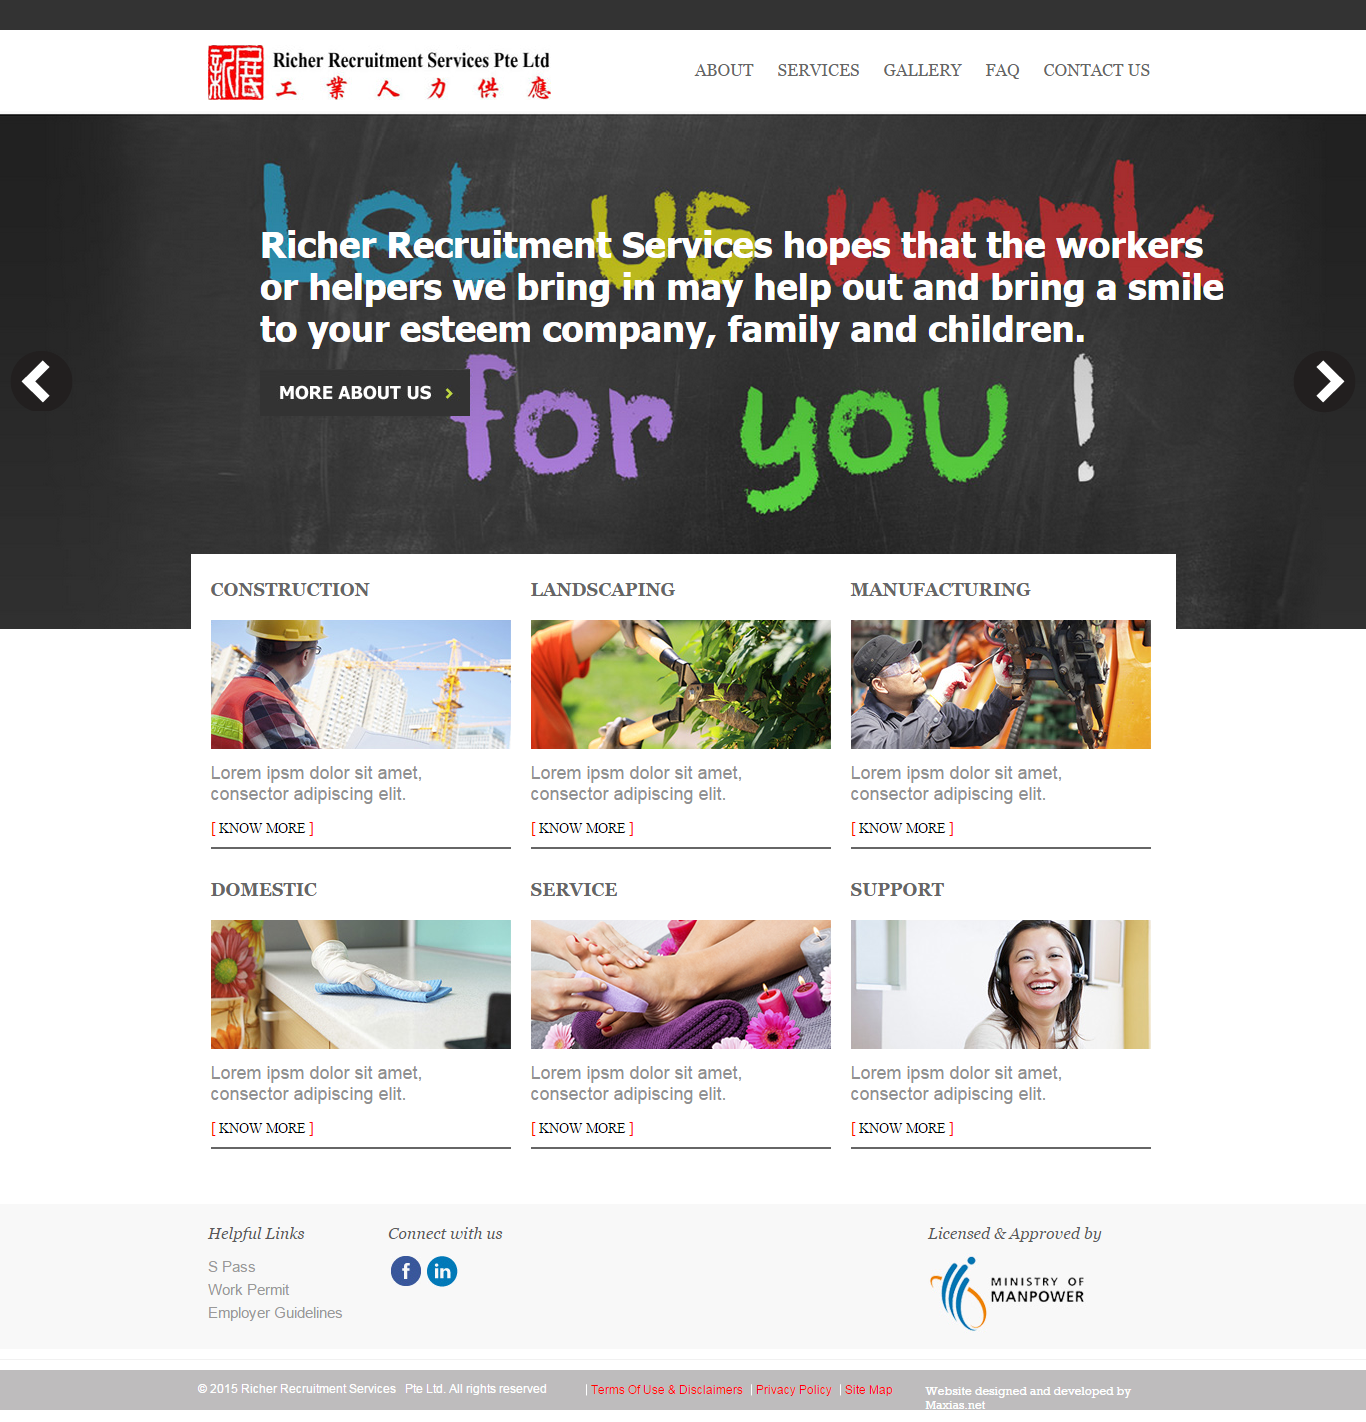 新展
Richer Recruitment Services Pte Ltd
工業人力供應
ABOUT SERVICES GALLERY FAQ CONTACT US
Let us work
Richer Recruitment Services hopes that the workers
or helpers we bring in may help out and bring a smile
to your esteem company, family and children.
MORE ABOUT US
for you !
CONSTRUCTION LANDSCAPING MANUFACTURING
Lorem ipsm dolor sit amet,
consector adipiscing elit.
[ KNOW MORE ]
Lorem ipsm dolor sit amet,
consector adipiscing elit.
[ KNOW MORE ]
Lorem ipsm dolor sit amet,
consector adipiscing elit.
[ KNOW MORE ]
DOMESTIC SERVICE SUPPORT
Lorem ipsm dolor sit amet,
consector adipiscing elit.
[ KNOW MORE ]
Lorem ipsm dolor sit amet,
consector adipiscing elit.
[ KNOW MORE ]
Lorem ipsm dolor sit amet,
consector adipiscing elit.
[ KNOW MORE ]
Helpful Links
S Pass
Work Permit
Employer Guidelines
Connect with us
f in
Licensed & Approved by
MINISTRY OF
MANPOWER
© 2015 Richer Recruitment Services Pte Ltd. All rights reserved
| Terms Of Use & Disclaimers | Privacy Policy | Site Map
Website designed and developed by
Maxias.net